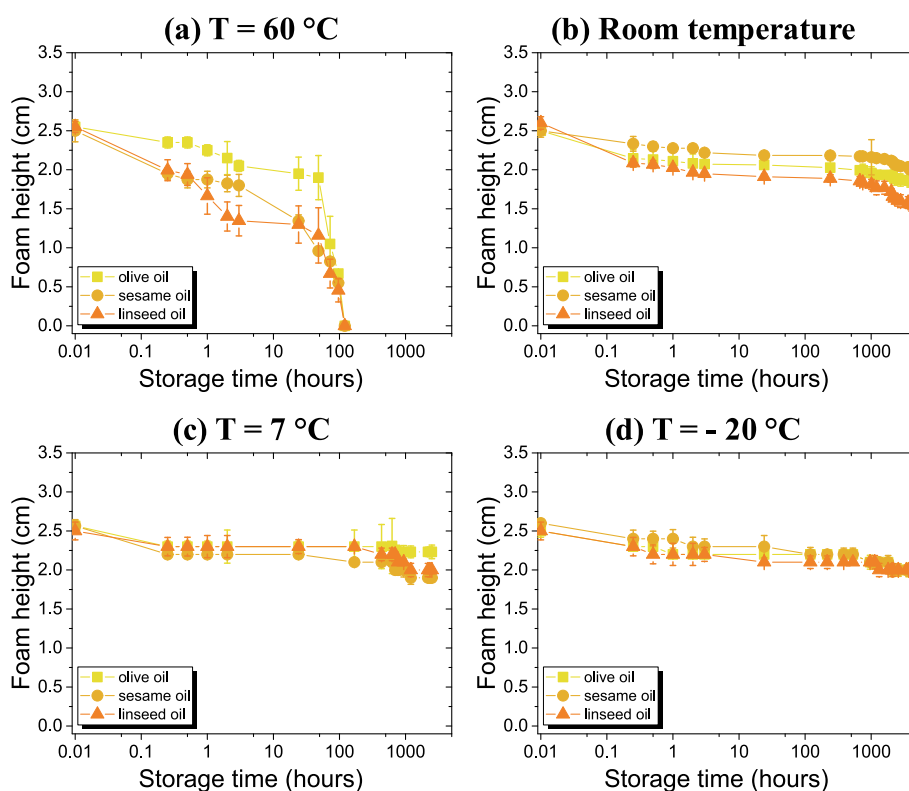 (a) T = 60 °C
3.5
3.0
2.5
2.0
1.5
1.0
0.5
0.0
Foam height (cm)
olive oil
sesame oil
linseed oil
0.01 0.1 1 10 100 1000
Storage time (hours)
(b) Room temperature
3.5
3.0
2.5
2.0
1.5
1.0
0.5
0.0
Foam height (cm)
olive oil
sesame oil
linseed oil
0.01 0.1 1 10 100 1000
Storage time (hours)
(c) T = 7 °C
3.5
3.0
2.5
2.0
1.5
1.0
0.5
0.0
Foam height (cm)
olive oil
sesame oil
linseed oil
0.01 0.1 1 10 100 1000
Storage time (hours)
(d) T = - 20 °C
3.5
3.0
2.5
2.0
1.5
1.0
0.5
0.0
Foam height (cm)
olive oil
sesame oil
linseed oil
0.01 0.1 1 10 100 1000
Storage time (hours)